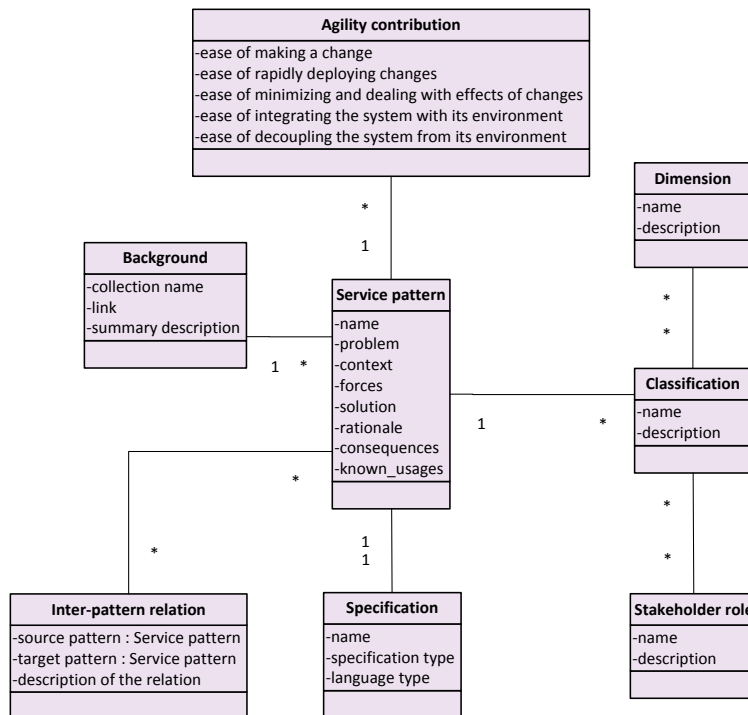 Agility contribution
-ease of making a change
-ease of rapidly deploying changes
-ease of minimizing and dealing with effects of changes
-ease of integrating the system with its environment
-ease of decoupling the system from its environment
*
1
Dimension
-name
-description
*
*
Background
-collection name
-link
-summary description
1 *
Service pattern
-name
-problem
-context
-forces
-solution
-rationale
-consequences
-known_usages
1 *
Classification
-name
-description
*
*
*
*
1
1
Inter-pattern relation
-source pattern : Service pattern
-target pattern : Service pattern
-description of the relation
Specification
-name
-specification type
-language type
Stakeholder role
-name
-description